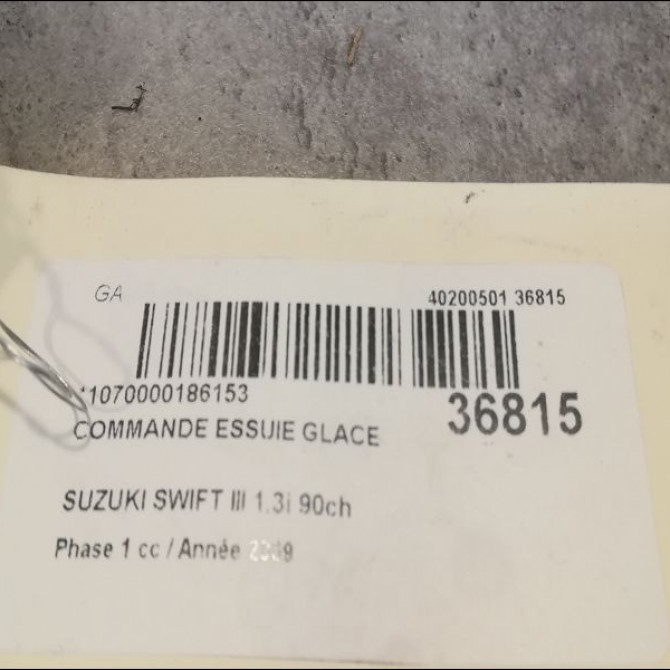 GA 40200501 36815
*1070000186153
36815
COMMANDE ESSUIE GLACE
SUZUKI SWIFT III 1.3i 90ch
Phase 1 cc / Année